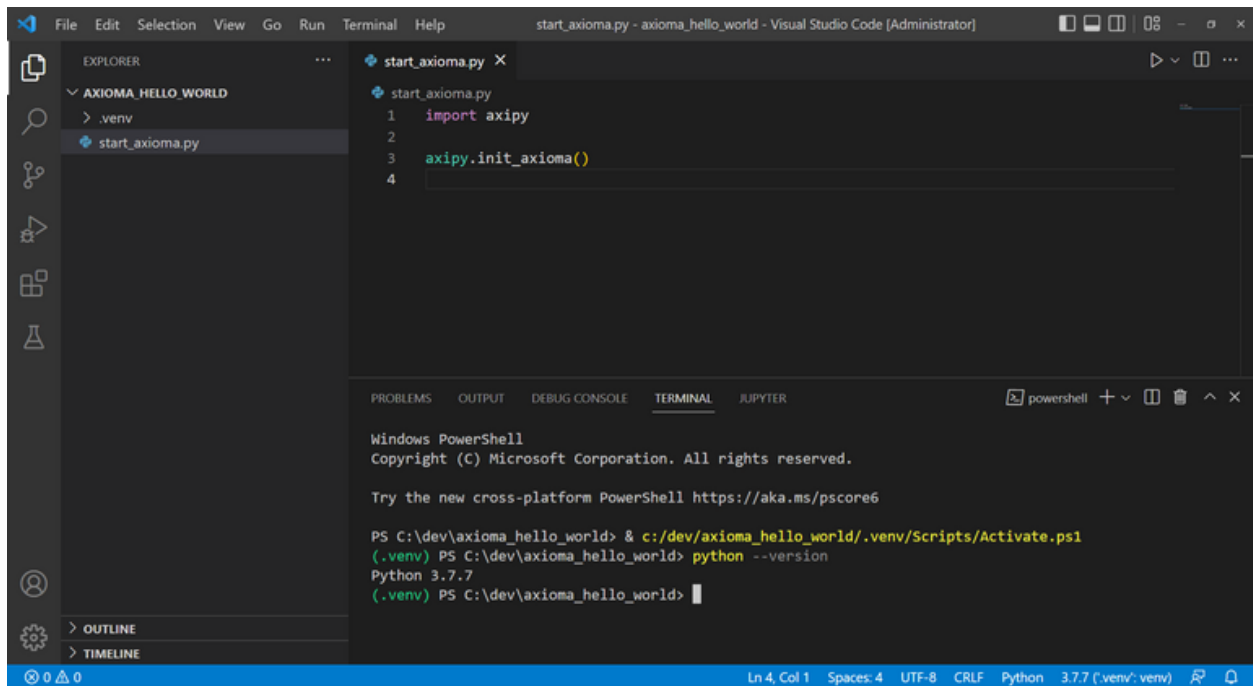 File Edit Selection View Go Run Terminal Help start_axioma.py - axioma_hello_world - Visual Studio Code [Administrator]
EXPLORER ...
AXIOMA_HELLO_WORLD
.venv
start_axioma.py
start_axioma.py
start_axioma.py
1 import axipy
2
3 axipy.init_axioma()
4
PROBLEMS OUTPUT DEBUG CONSOLE TERMINAL JUPYTER powershell
Windows PowerShell
Copyright (C) Microsoft Corporation. All rights reserved.
Try the new cross-platform PowerShell https://aka.ms/pscore6
PS C:\dev\axioma_hello_world> & c:/dev/axioma_hello_world/.venv/Scripts/Activate.ps1
(.venv) PS C:\dev\axioma_hello_world> python --version
Python 3.7.7
(.venv) PS C:\dev\axioma_hello_world>
OUTLINE
TIMELINE
0 0 Ln 4, Col 1 Spaces: 4 UTF-8 CRLF Python 3.7.7 ('.venv': venv)